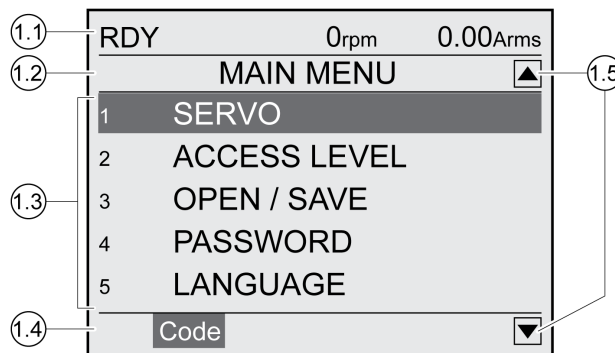 1.1 RDY 0rpm 0.00Arms
1.2 MAIN MENU 1.5
1 SERVO
2 ACCESS LEVEL
1.3 3 OPEN / SAVE
4 PASSWORD
5 LANGUAGE
1.4 Code